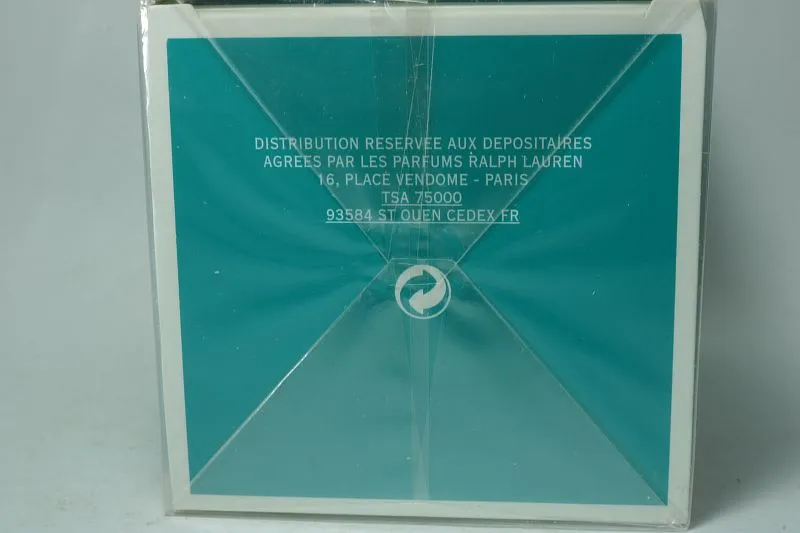 DISTRIBUTION RESERVEE AUX DEPOSITAIRES
AGREES PAR LES PARFUMS RALPH LAUREN
16, PLACE VENDOME - PARIS
TSA 75000
93584 ST OUEN CEDEX FR